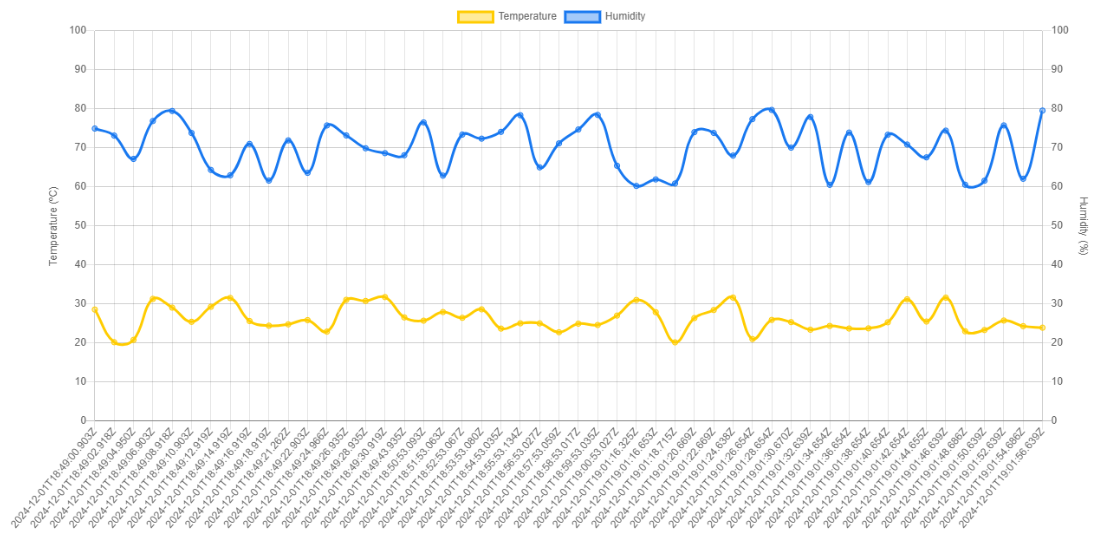 Temperature
Humidity
100
90
80
70
60
50
40
30
20
10
0
Temperature (ºC)
100
90
80
70
60
50
40
30
20
10
0
Humidity (%)
2024-12-01T18:49:00.903Z
2024-12-01T18:49:02.918Z
2024-12-01T18:49:04.950Z
2024-12-01T18:49:06.903Z
2024-12-01T18:49:08.918Z
2024-12-01T18:49:10.903Z
2024-12-01T18:49:12.919Z
2024-12-01T18:49:14.919Z
2024-12-01T18:49:16.919Z
2024-12-01T18:49:18.919Z
2024-12-01T18:49:21.262Z
2024-12-01T18:49:22.903Z
2024-12-01T18:49:24.966Z
2024-12-01T18:49:26.935Z
2024-12-01T18:49:28.935Z
2024-12-01T18:49:30.919Z
2024-12-01T18:49:43.935Z
2024-12-01T18:50:53.093Z
2024-12-01T18:51:53.063Z
2024-12-01T18:52:53.067Z
2024-12-01T18:53:53.080Z
2024-12-01T18:54:53.035Z
2024-12-01T18:55:53.134Z
2024-12-01T18:56:53.027Z
2024-12-01T18:57:53.059Z
2024-12-01T18:58:53.017Z
2024-12-01T18:59:53.035Z
2024-12-01T19:00:53.027Z
2024-12-01T19:01:16.325Z
2024-12-01T19:01:16.653Z
2024-12-01T19:01:18.715Z
2024-12-01T19:01:20.669Z
2024-12-01T19:01:22.669Z
2024-12-01T19:01:24.638Z
2024-12-01T19:01:26.654Z
2024-12-01T19:01:28.654Z
2024-12-01T19:01:30.670Z
2024-12-01T19:01:32.639Z
2024-12-01T19:01:34.654Z
2024-12-01T19:01:36.654Z
2024-12-01T19:01:38.654Z
2024-12-01T19:01:40.654Z
2024-12-01T19:01:42.654Z
2024-12-01T19:01:44.655Z
2024-12-01T19:01:46.639Z
2024-12-01T19:01:48.686Z
2024-12-01T19:01:50.639Z
2024-12-01T19:01:52.639Z
2024-12-01T19:01:54.686Z
2024-12-01T19:01:56.639Z